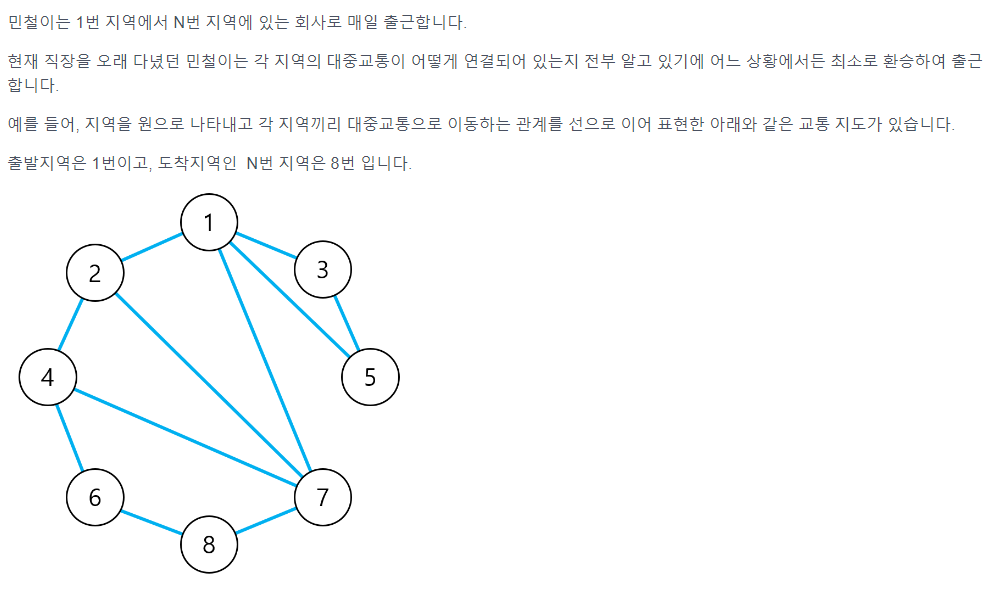 민철이는 1번 지역에서 N번 지역에 있는 회사로 매일 출근합니다.
현재 직장을 오래 다녔던 민철이는 각 지역의 대중교통이 어떻게 연결되어 있는지 전부 알고 있기에 어느 상황에서든 최소로 환승하여 출근
합니다.
예를 들어, 지역을 원으로 나타내고 각 지역끼리 대중교통으로 이동하는 관계를 선으로 이어 표현한 아래와 같은 교통 지도가 있습니다.
출발지역은 1번이고, 도착지역인  N번 지역은 8번 입니다.
1
2
3
4
5
6
7
8